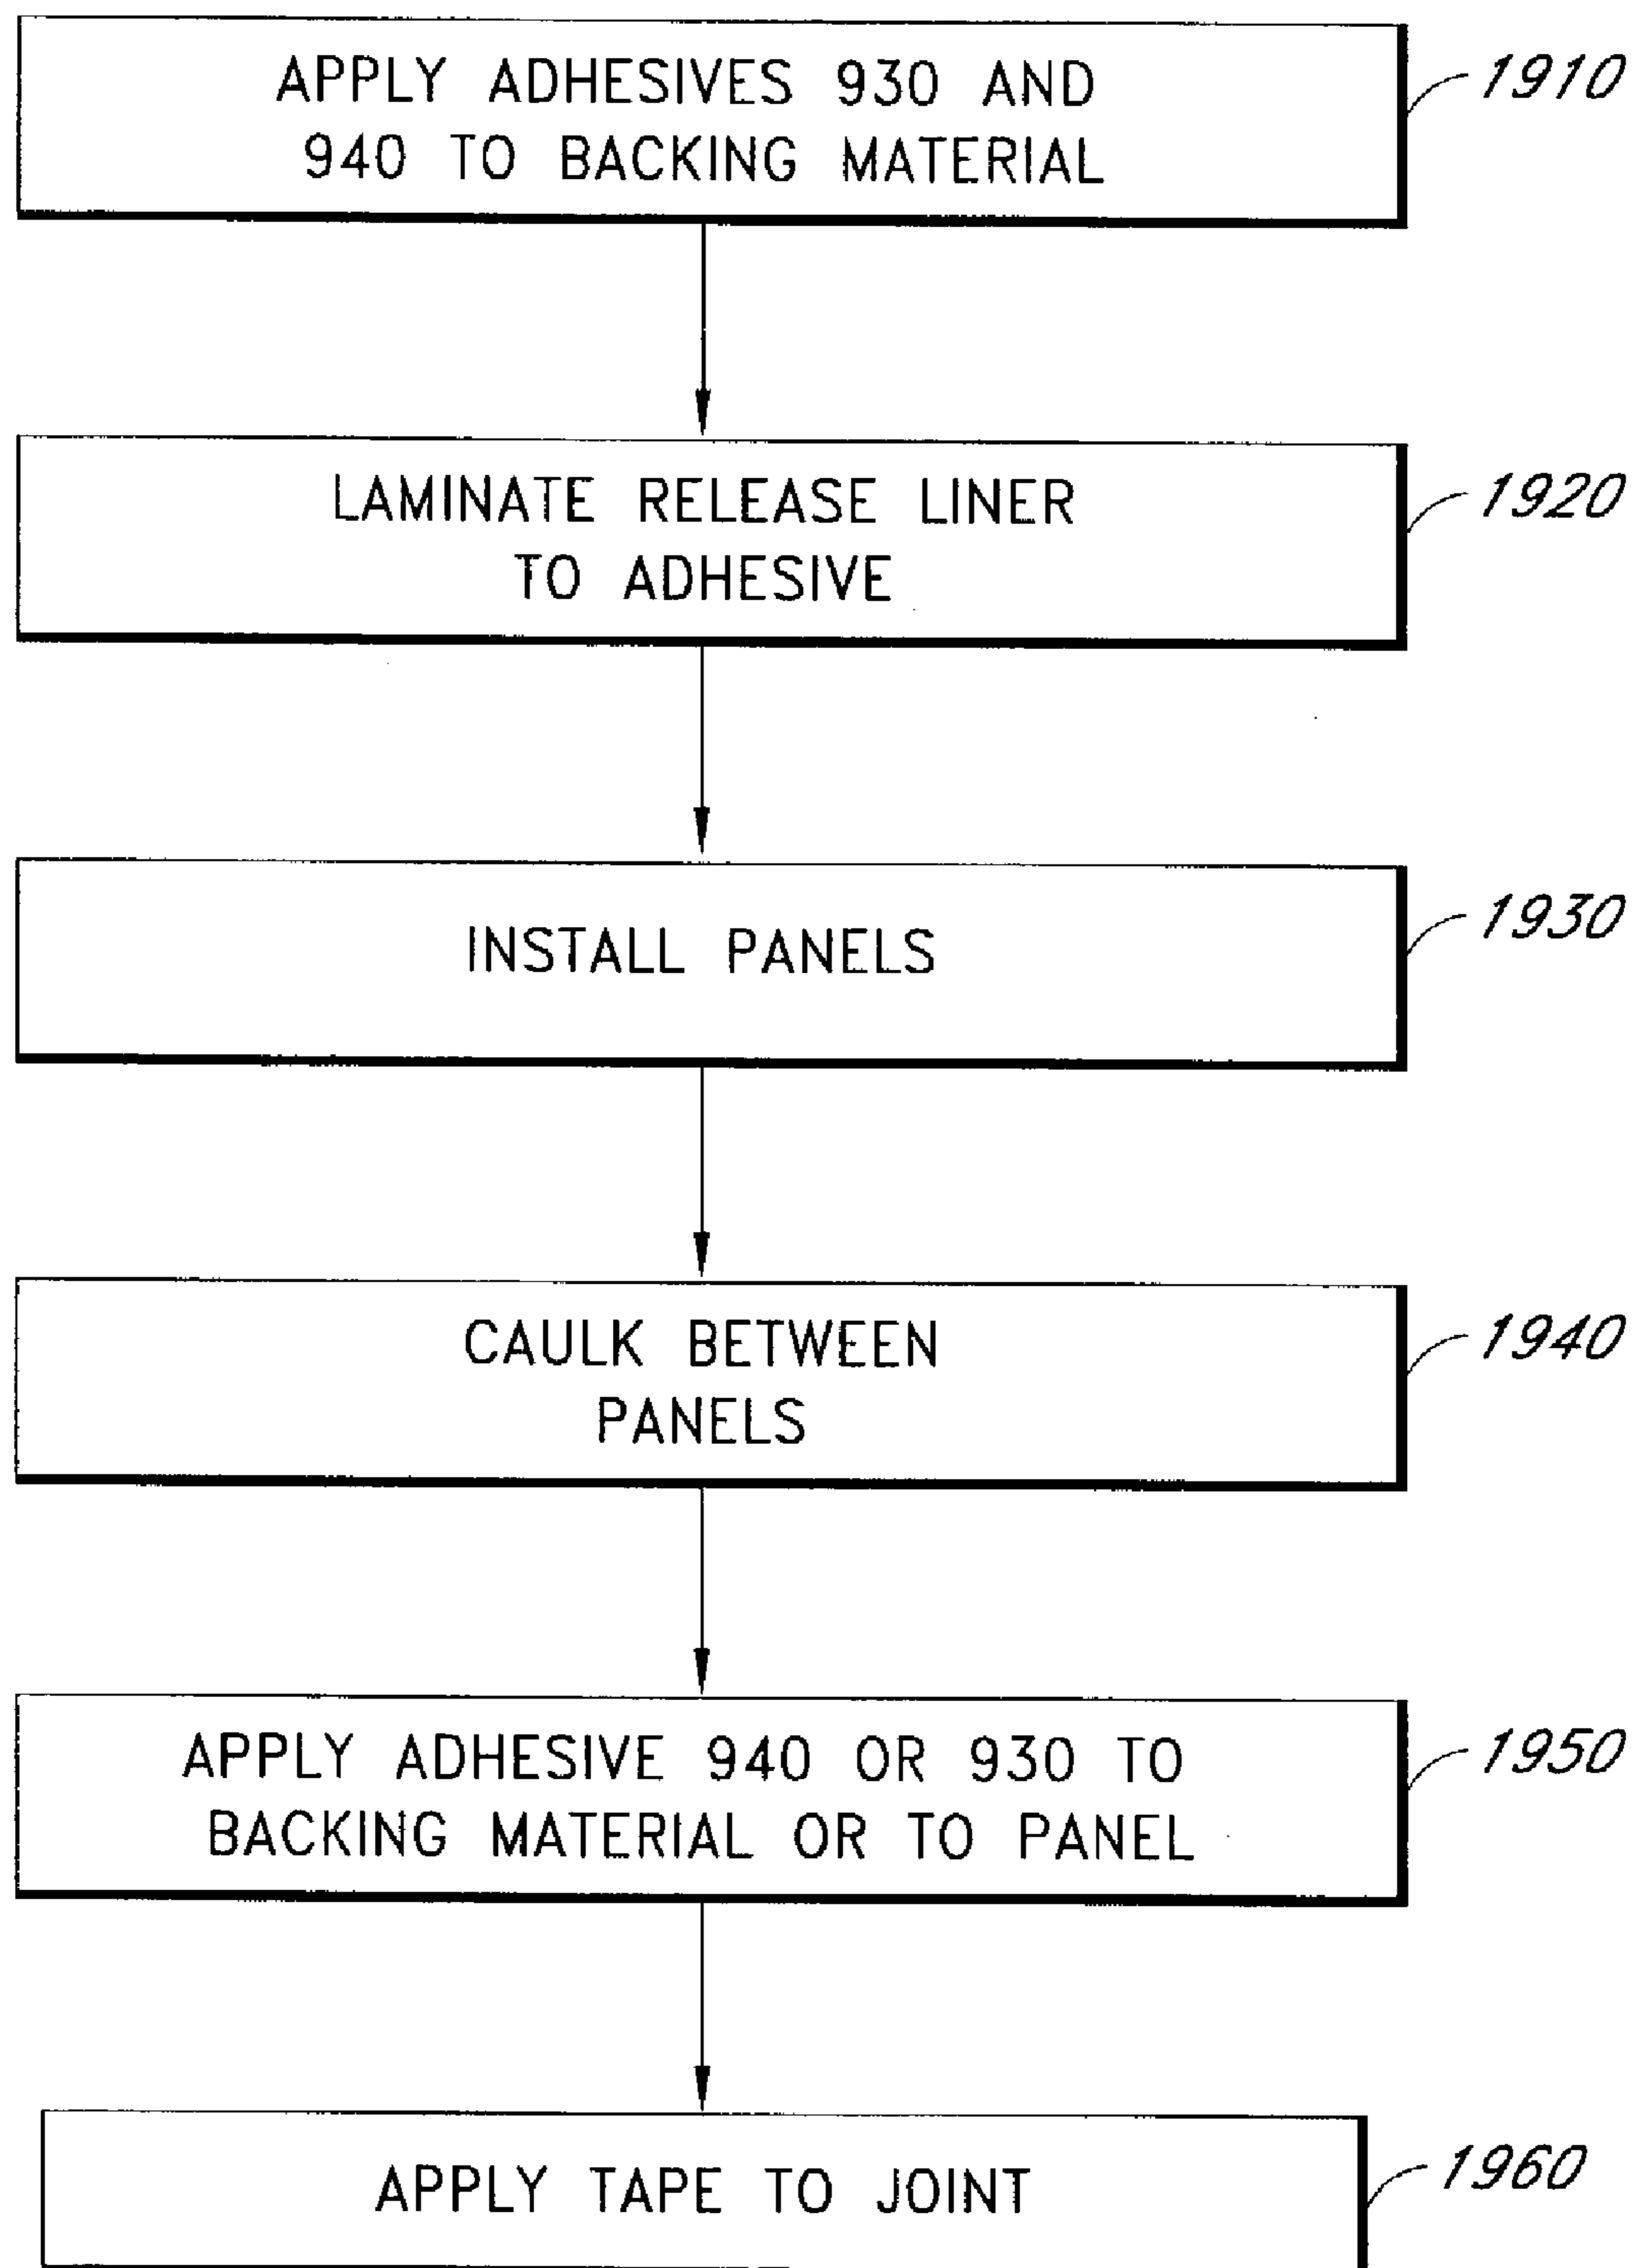 APPLY ADHESIVES 930 AND
940 TO BACKING MATERIAL
1910
LAMINATE RELEASE LINER
TO ADHESIVE
1920
INSTALL PANELS
1930
CAULK BETWEEN
PANELS
1940
APPLY ADHESIVE 940 OR 930 TO
BACKING MATERIAL OR TO PANEL
1950
APPLY TAPE TO JOINT
1960